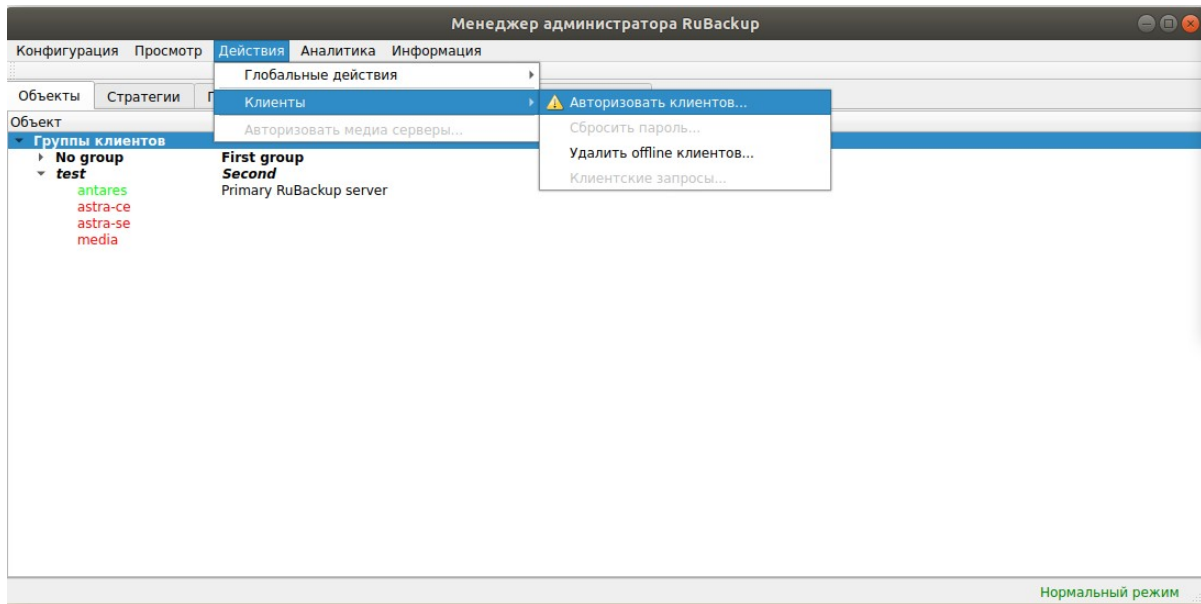 Менеджер администратора RuBackup
Конфигурация Просмотр Действия Аналитика Информация
Глобальные действия
Объекты Стратегии
Клиенты
Авторизовать клиентов...
Авторизовать медиа серверы...
Сбросить пароль...
Удалить offline клиентов...
Клиентские запросы...
Объект
Группы клиентов
No group First group
test Second
antares Primary RuBackup server
astra-ce
astra-se
media
Нормальный режим